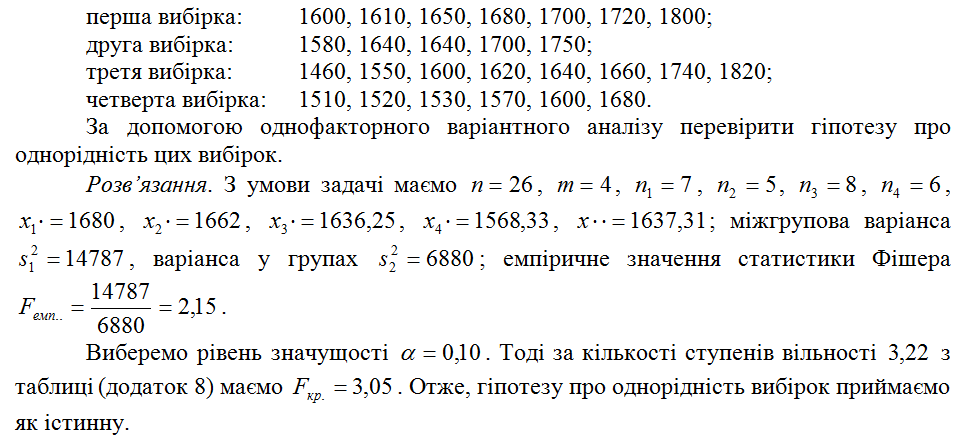 перша вибірка: 1600, 1610, 1650, 1680, 1700, 1720, 1800;
друга вибірка: 1580, 1640, 1640, 1700, 1750;
третя вибірка: 1460, 1550, 1600, 1620, 1640, 1660, 1740, 1820;
четверта вибірка: 1510, 1520, 1530, 1570, 1600, 1680.
За допомогою однофакторного варіантного аналізу перевірити гіпотезу про
однорідність цих вибірок.
Розв’язання. З умови задачі маємо n = 26, m = 4, n₁ = 7, n₂ = 5, n₃ = 8, n₄ = 6,
x₁· = 1680, x₂· = 1662, x₃· = 1636,25, x₄· = 1568,33, x·· = 1637,31; міжгрупова варіанса
s₁² = 14787, варіанса у групах s₂² = 6880; емпіричне значення статистики Фішера
Fемп.. = 14787/6880 = 2,15.
Виберемо рівень значущості α = 0,10. Тоді за кількості ступенів вільності 3,22 з
таблиці (додаток 8) маємо Fкр. = 3,05. Отже, гіпотезу про однорідність вибірок приймаємо
як істинну.